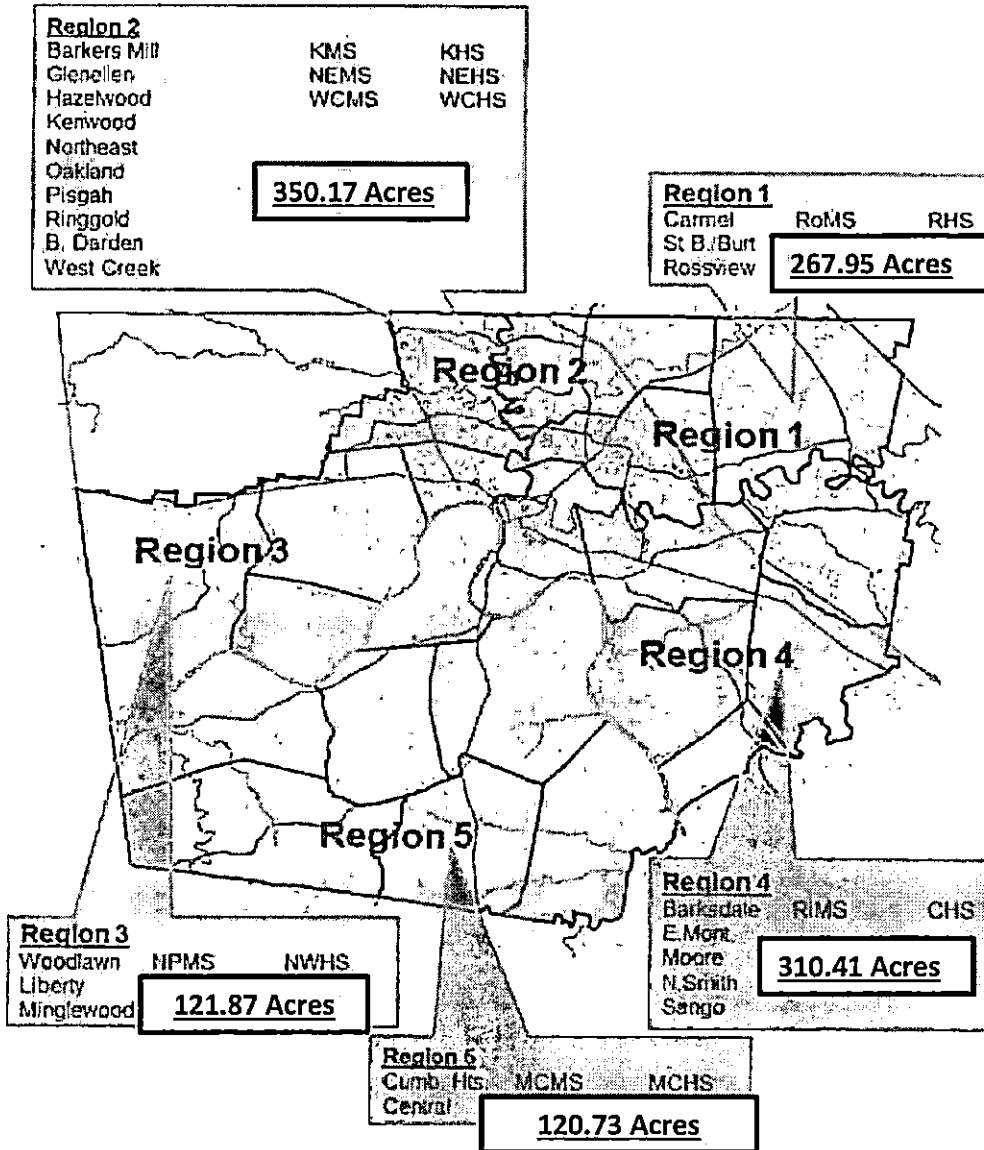 Region 2
Barkers Mill KMS KHS
Glenellen NEMS NEHS
Hazelwood WCMS WCHS
Kenwood
Northeast
Oakland
Pisgah
Ringgold
B. Darden
West Creek
350.17 Acres
Region 1
Carmel RoMS RHS
St B./Burt
Rossview
267.95 Acres
Region 2
Region 1
Region 3
Region 4
Region 5
Region 4
Barksdale RIMS CHS
E.Mont.
Moore
N.Smith
Sango
310.41 Acres
Region 3
Woodlawn NPMS NWHS
Liberty
Minglewood
121.87 Acres
Region 5
Cumb. Hts. MCMS MCHS
Central
120.73 Acres